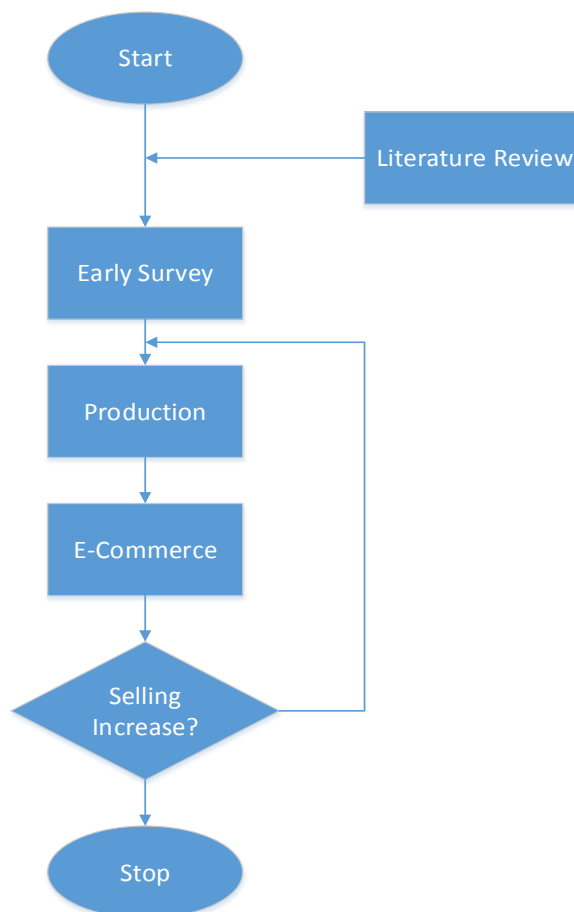 Start
Literature Review
Early Survey
Production
E-Commerce
Selling
Increase?
Stop